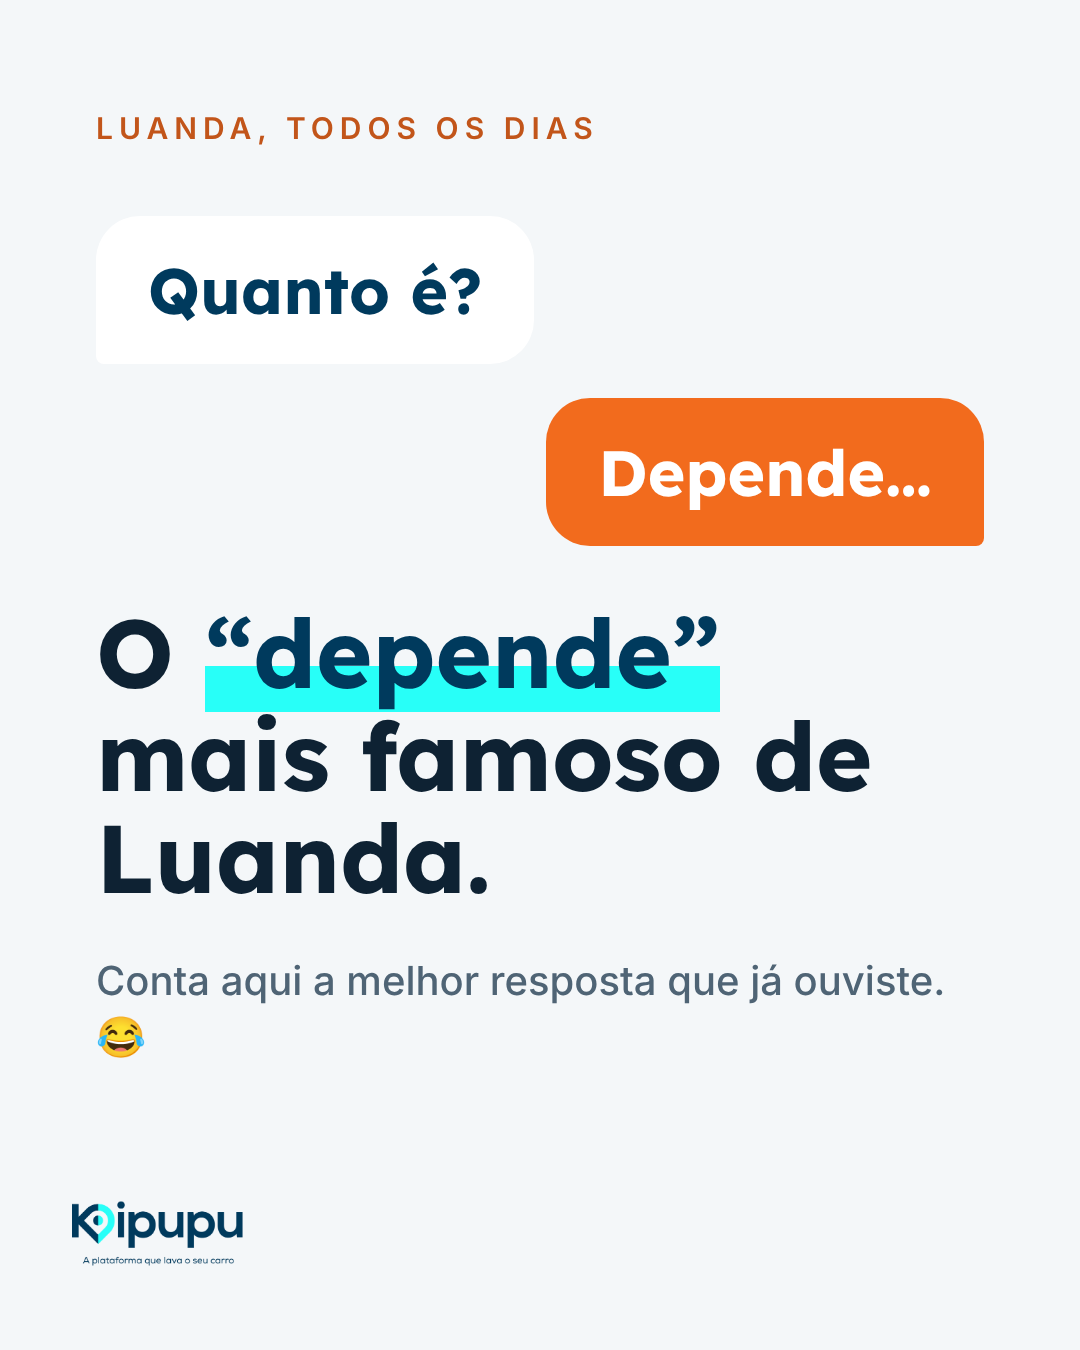 LUANDA, TODOS OS DIAS
Quanto é?
Depende...
O “depende”
mais famoso de
Luanda.
Conta aqui a melhor resposta que já ouviste.
😂
Kipupu
A plataforma que lava o seu carro